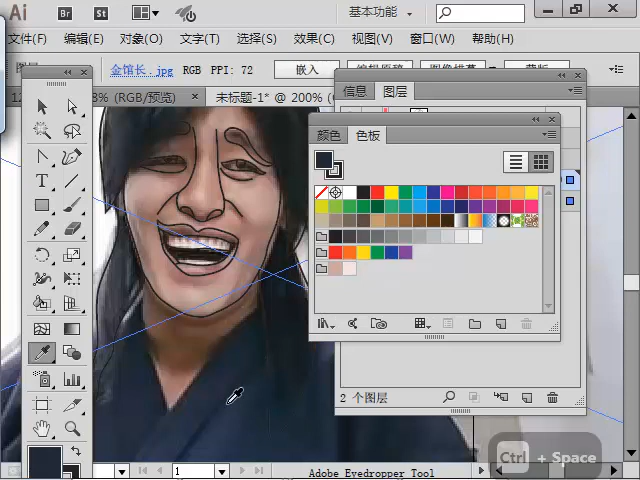 Ai Br St 基本功能
文件(F) 编辑(E) 对象(O) 文字(T) 选择(S) 效果(C) 视图(V) 窗口(W) 帮助(H)
金馆长.jpg RGB PPI: 72 嵌入
8% (RGB/预览) × 未标题-1* @ 200%
信息 图层
颜色 色板
T
2 个图层
1 Adobe Eyedropper Tool
Ctrl + Space